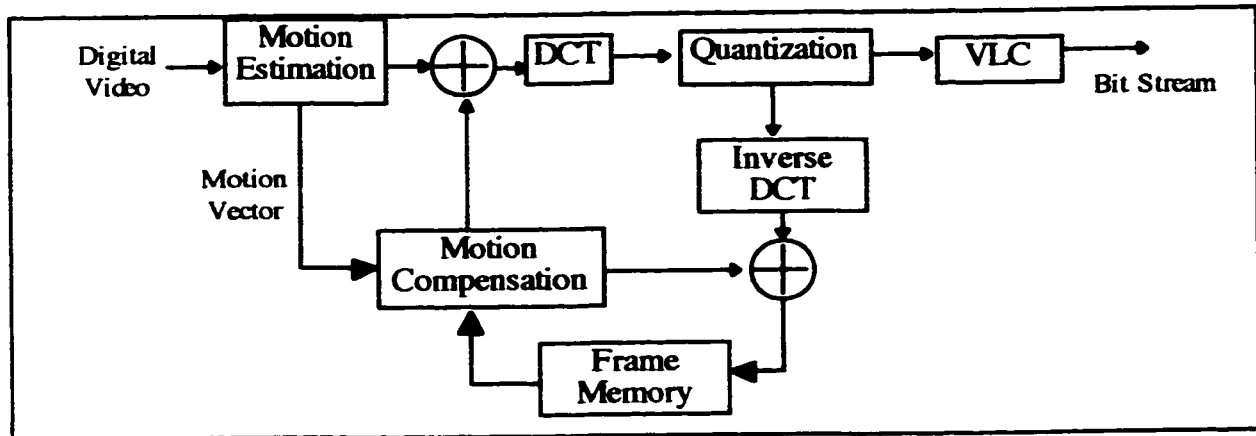 Digital
Video
Motion
Estimation
DCT
Quantization
VLC
Bit Stream
Motion
Vector
Inverse
DCT
Motion
Compensation
Frame
Memory